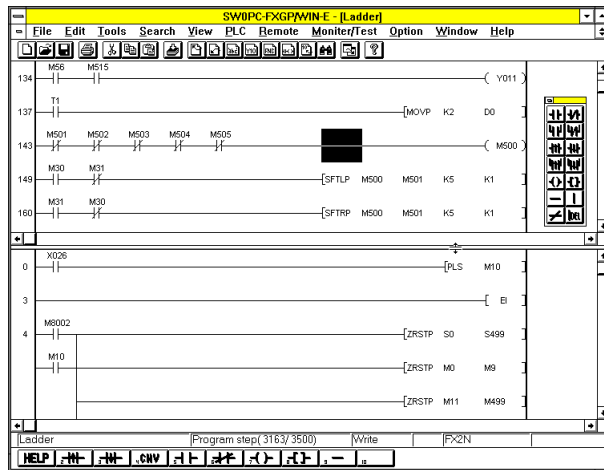 SW0PC-FXGP/WIN-E - [Ladder]
File Edit Tools Search View PLC Remote Moniter/Test Option Window Help
M56 M515
134 Y011
T1
137 MOVP K2 D0
M501 M502 M503 M504 M505
143 M500
M30 M31
149 SFTLP M500 M501 K5 K1
M31 M30
160 SFTRP M500 M501 K5 K1
X026
0 PLS M10
3 EI
M8002
4 ZRSTP S0 S499
M10
ZRSTP M0 M9
ZRSTP M11 M499
Ladder Program step( 3163/ 3500) Write FX2N
HELP CNV